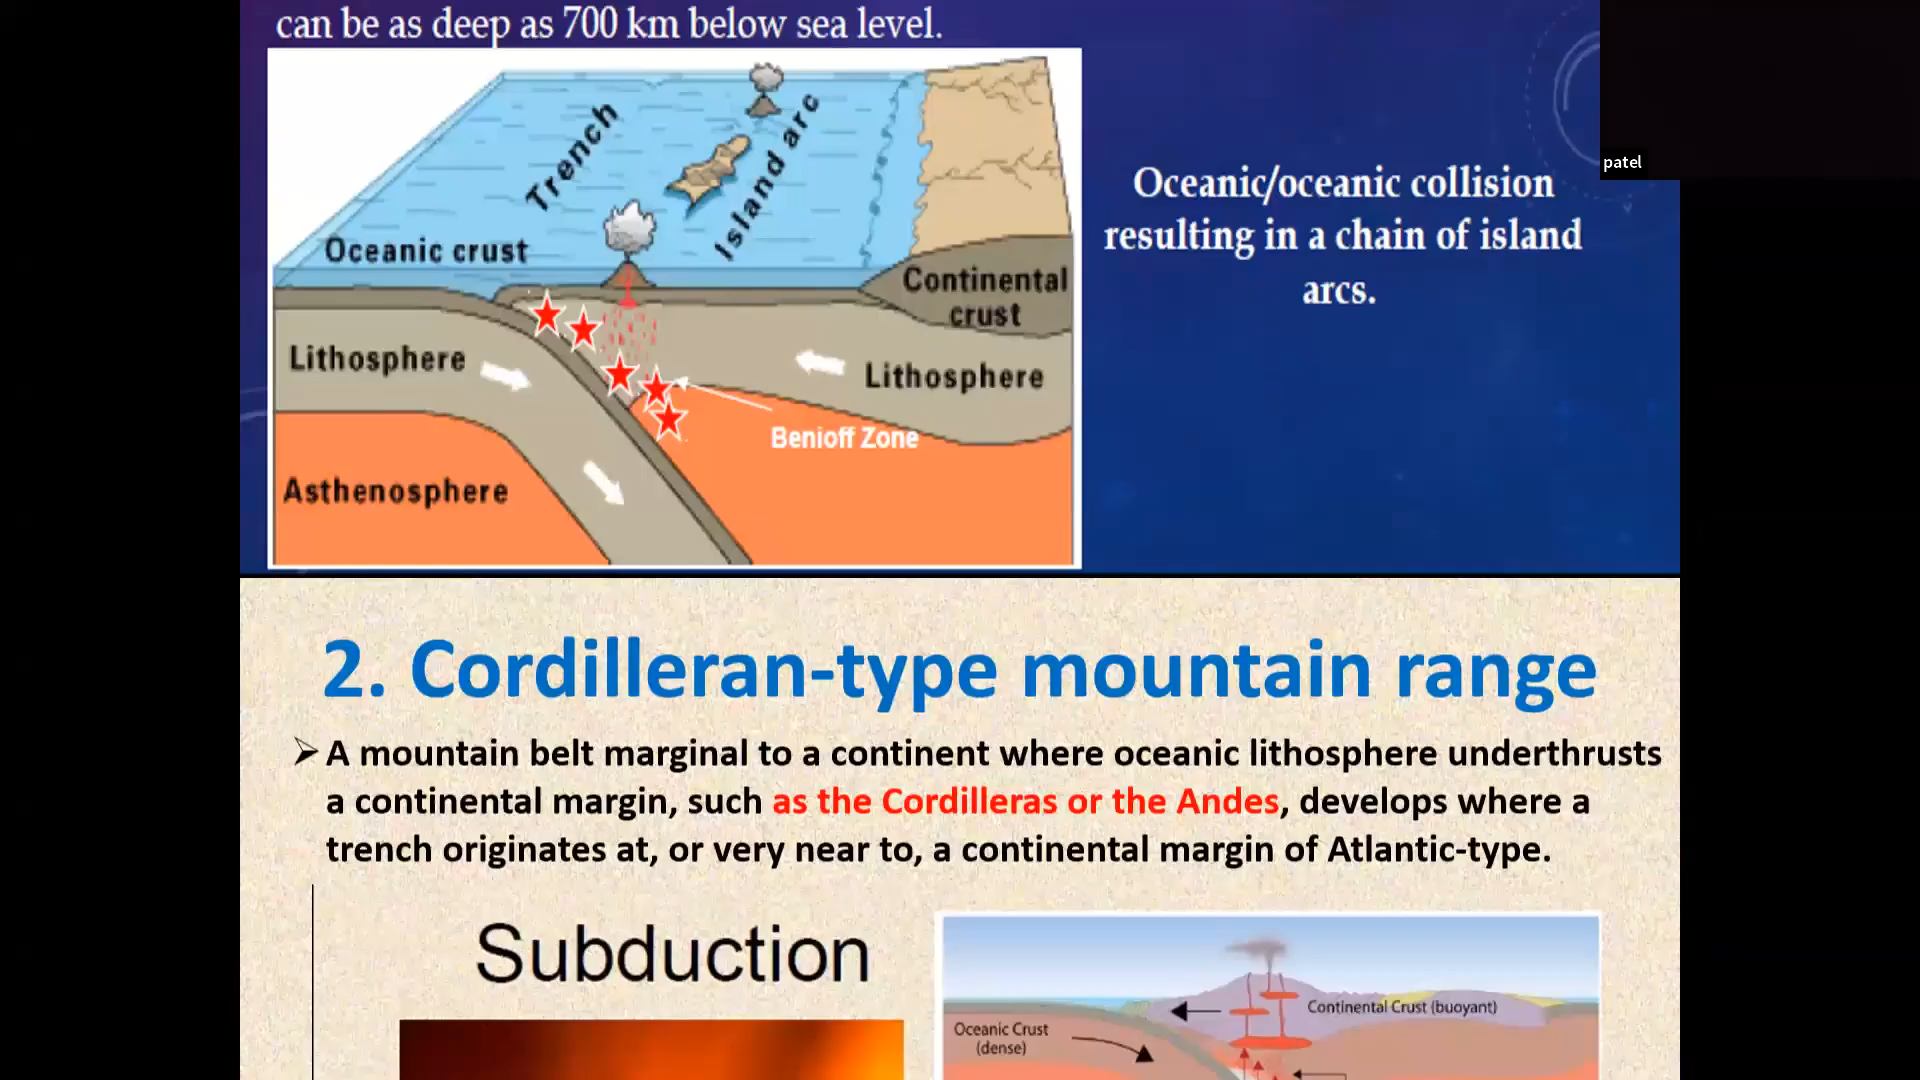 can be as deep as 700 km below sea level.
Trench
Island arc
Oceanic crust
Continental
crust
Lithosphere
Lithosphere
Benioff Zone
Asthenosphere
Oceanic/oceanic collision
resulting in a chain of island
arcs.
patel
2. Cordilleran-type mountain range
➢ A mountain belt marginal to a continent where oceanic lithosphere underthrusts
a continental margin, such as the Cordilleras or the Andes, develops where a
trench originates at, or very near to, a continental margin of Atlantic-type.
Subduction
Continental Crust (buoyant)
Oceanic Crust
(dense)